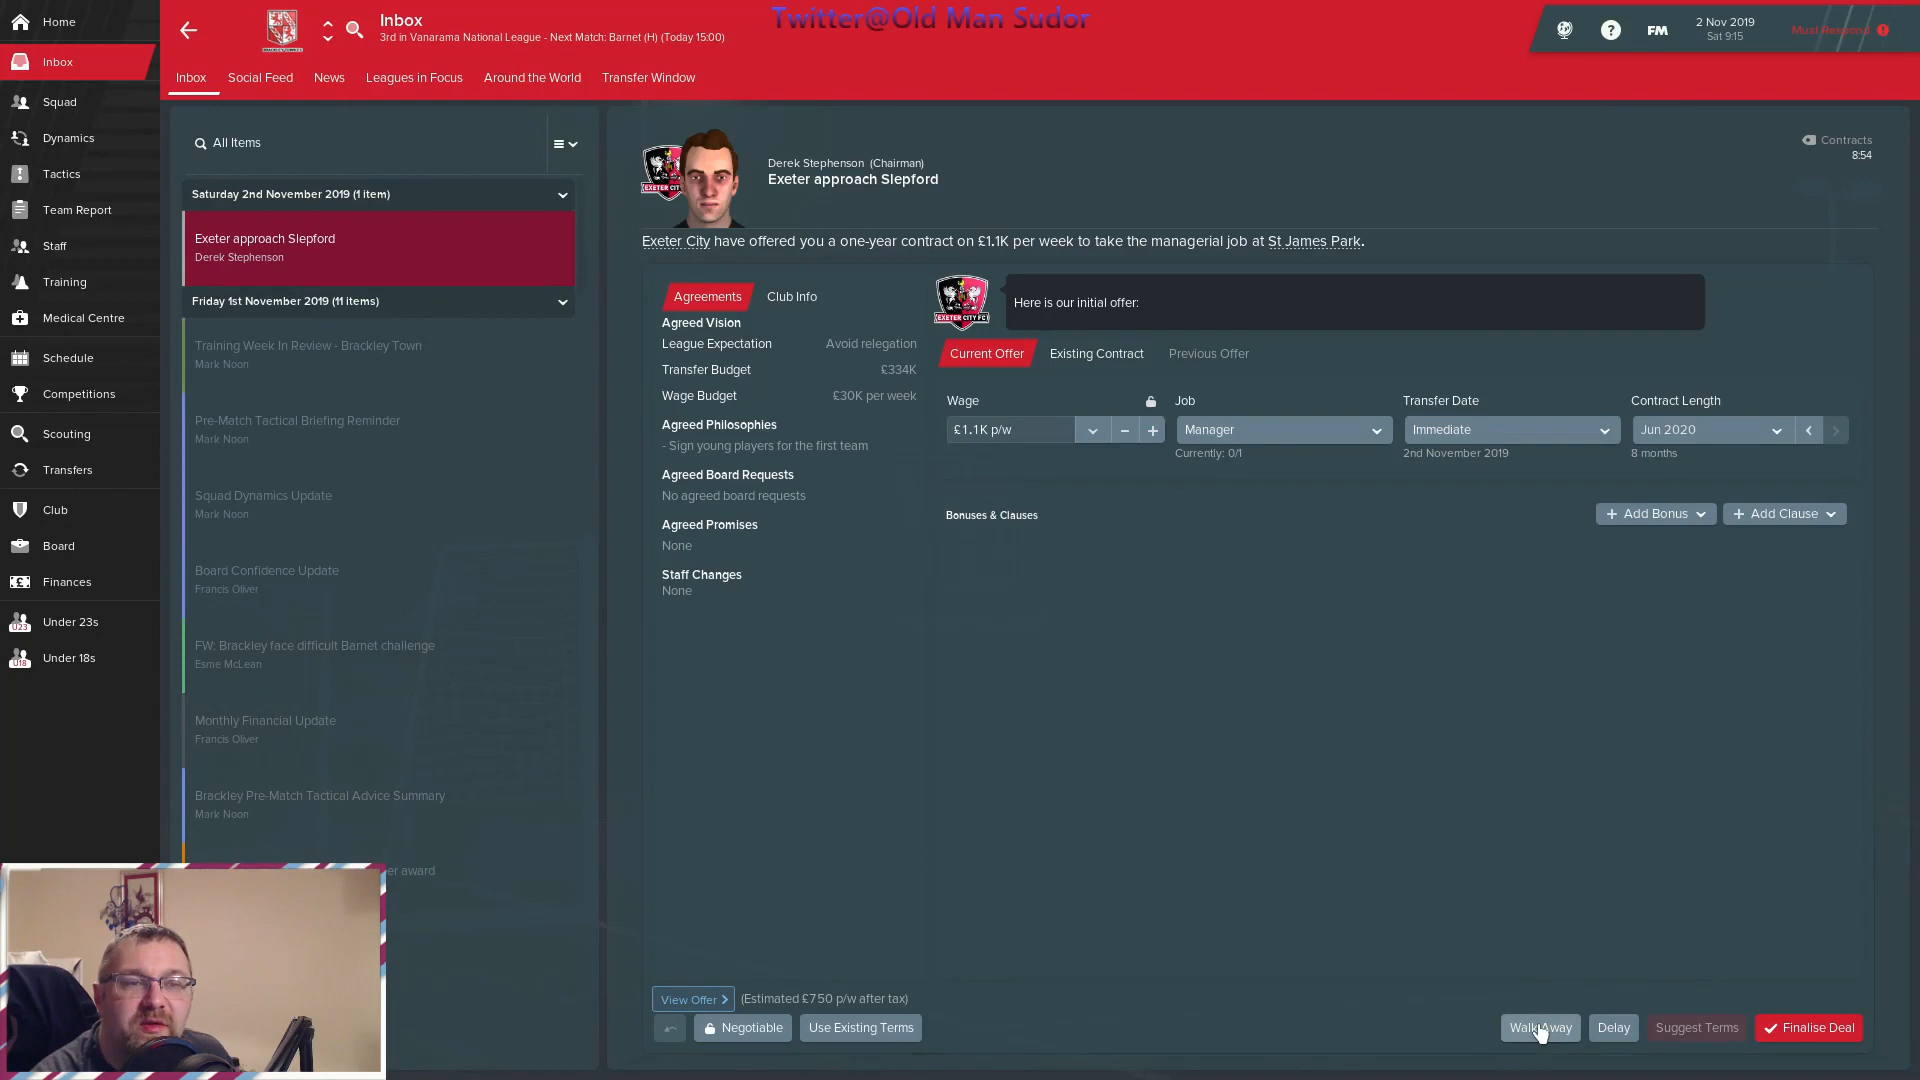 Home
Inbox
Squad
Dynamics
Tactics
Team Report
Staff
Training
Medical Centre
Schedule
Competitions
Scouting
Transfers
Club
Board
Finances
U23
Under 23s
U18
Under 18s
Inbox
3rd in Vanarama National League - Next Match: Barnet (H) (Today 15:00)
Twitter@Old Man Sudor
FM
2 Nov 2019
Sat 9:15
Must Respond
Inbox
Social Feed
News
Leagues in Focus
Around the World
Transfer Window
All Items
Saturday 2nd November 2019 (1 item)
Exeter approach Slepford
Derek Stephenson
Friday 1st November 2019 (11 items)
Training Week In Review - Brackley Town
Mark Noon
Pre-Match Tactical Briefing Reminder
Mark Noon
Squad Dynamics Update
Mark Noon
Board Confidence Update
Francis Oliver
FW: Brackley face difficult Barnet challenge
Esme McLean
Monthly Financial Update
Francis Oliver
Brackley Pre-Match Tactical Advice Summary
Mark Noon
er award
Derek Stephenson (Chairman)
Exeter approach Slepford
Contracts
8:54
Exeter City have offered you a one-year contract on £1.1K per week to take the managerial job at St James Park.
Agreements
Club Info
Agreed Vision
League Expectation Avoid relegation
Transfer Budget £334K
Wage Budget £30K per week
Agreed Philosophies
- Sign young players for the first team
Agreed Board Requests
No agreed board requests
Agreed Promises
None
Staff Changes
None
EXETER CITY FC
Here is our initial offer:
Current Offer
Existing Contract
Previous Offer
Wage
£1.1K p/w
Job
Manager
Currently: 0/1
Transfer Date
Immediate
2nd November 2019
Contract Length
Jun 2020
8 months
Bonuses & Clauses
Add Bonus
Add Clause
View Offer
(Estimated £750 p/w after tax)
Negotiable
Use Existing Terms
Walk Away
Delay
Suggest Terms
Finalise Deal